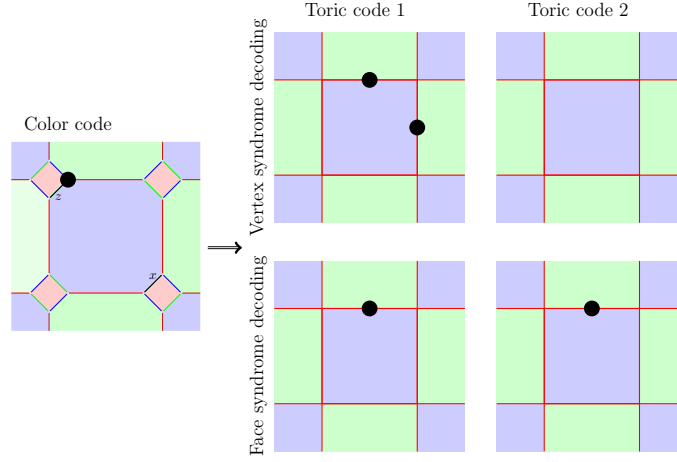 Toric code 1
Toric code 2
Vertex syndrome decoding
Color code
z
x
Face syndrome decoding